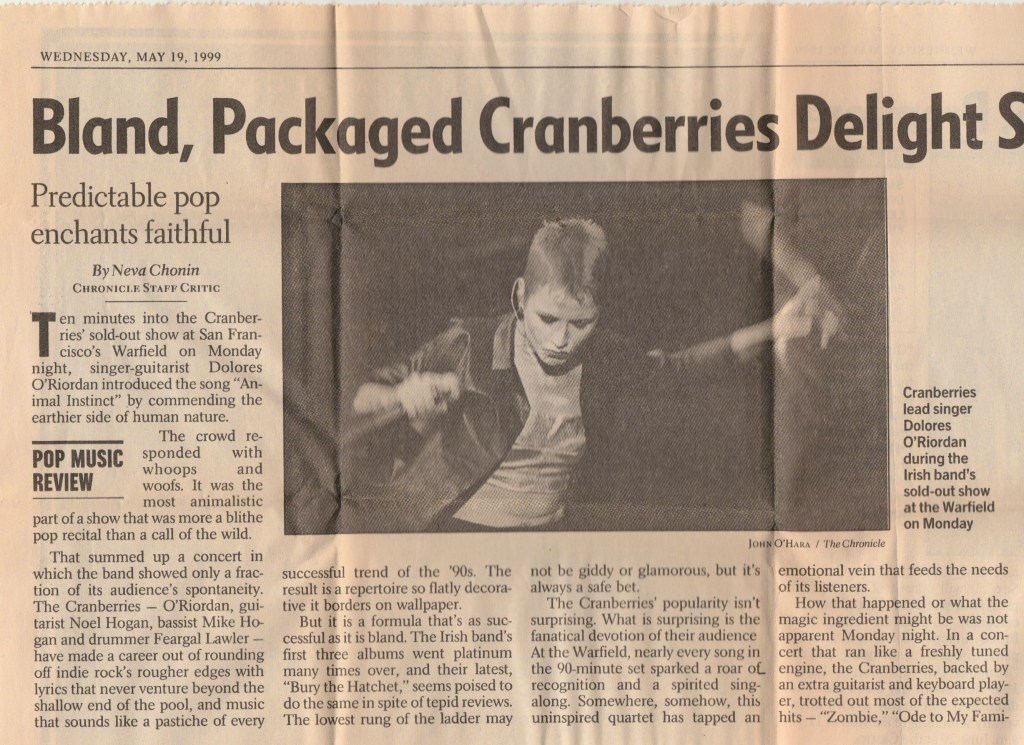 WEDNESDAY, MAY 19, 1999
Bland, Packaged Cranberries Delight S
Predictable pop
enchants faithful
By Neva Chonin
CHRONICLE STAFF CRITIC
Ten minutes into the Cranber-
ries' sold-out show at San Fran-
cisco's Warfield on Monday
night, singer-guitarist Dolores
O'Riordan introduced the song "An-
imal Instinct" by commending the
earthier side of human nature.
POP MUSIC
REVIEW
The crowd re-
sponded with
whoops and
woofs. It was the
most animalistic
part of a show that was more a blithe
pop recital than a call of the wild.
That summed up a concert in
which the band showed only a frac-
tion of its audience's spontaneity.
The Cranberries — O'Riordan, gui-
tarist Noel Hogan, bassist Mike Ho-
gan and drummer Feargal Lawler —
have made a career out of rounding
off indie rock's rougher edges with
lyrics that never venture beyond the
shallow end of the pool, and music
that sounds like a pastiche of every
Cranberries
lead singer
Dolores
O'Riordan
during the
Irish band's
sold-out show
at the Warfield
on Monday
JOHN O'HARA / The Chronicle
successful trend of the '90s. The
result is a repertoire so flatly decora-
tive it borders on wallpaper.
But it is a formula that's as suc-
cessful as it is bland. The Irish band's
first three albums went platinum
many times over, and their latest,
"Bury the Hatchet," seems poised to
do the same in spite of tepid reviews.
The lowest rung of the ladder may
not be giddy or glamorous, but it's
always a safe bet.
The Cranberries' popularity isn't
surprising. What is surprising is the
fanatical devotion of their audience
At the Warfield, nearly every song in
the 90-minute set sparked a roar of
recognition and a spirited sing-
along. Somewhere, somehow, this
uninspired quartet has tapped an
emotional vein that feeds the needs
of its listeners.
How that happened or what the
magic ingredient might be was not
apparent Monday night. In a con-
cert that ran like a freshly tuned
engine, the Cranberries, backed by
an extra guitarist and keyboard play-
er, trotted out most of the expected
hits — "Zombie," "Ode to My Fami-